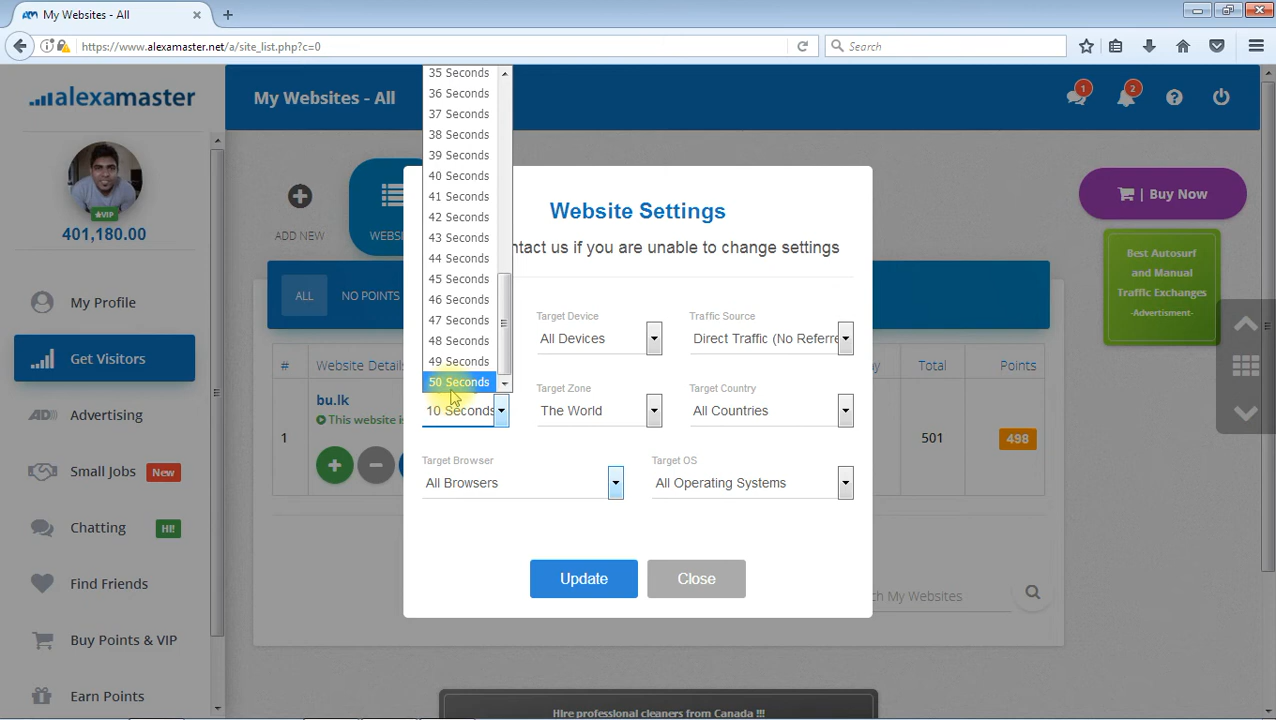 My Websites - All
https://www.alexamaster.net/a/site_list.php?c=0
Search
alexamaster
VIP
401,180.00
My Profile
Get Visitors
AD
Advertising
Small Jobs
New
Chatting
HI!
Find Friends
Buy Points & VIP
Earn Points
My Websites - All
1
2
ADD NEW
WEBSI
Buy Now
Best Autosurf
and Manual
Traffic Exchanges
-Advertisment-
ALL
NO POINTS
#
Website Details
Total
Points
1
bu.lk
This website is
501
498
My Websites
35 Seconds
36 Seconds
37 Seconds
38 Seconds
39 Seconds
40 Seconds
41 Seconds
42 Seconds
43 Seconds
44 Seconds
45 Seconds
46 Seconds
47 Seconds
48 Seconds
49 Seconds
50 Seconds
Website Settings
ntact us if you are unable to change settings
Target Device
All Devices
Traffic Source
Direct Traffic (No Referre
10 Seconds
Target Zone
The World
Target Country
All Countries
Target Browser
All Browsers
Target OS
All Operating Systems
Update
Close
Hire professional cleaners from Canada !!!